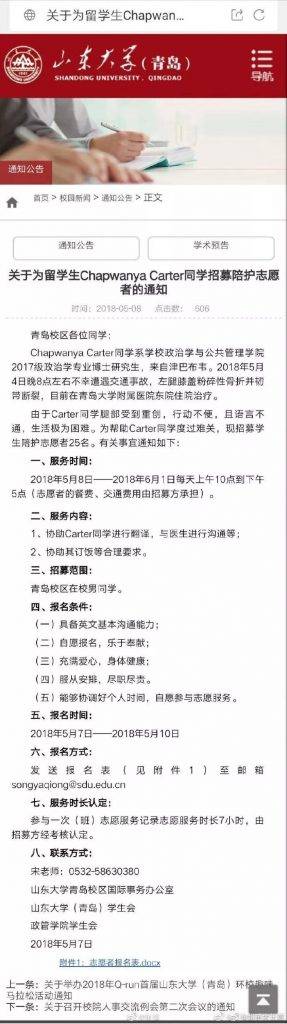 关于为留学生Chapwan...
山东大学(青岛)
SHANDONG UNIVERSITY, QINGDAO
导航
通知公告
首页 > 校园新闻 > 通知公告 > 正文
通知公告
学术预告
关于为留学生Chapwanya Carter同学招募陪护志愿
者的通知
时间：2018-05-08 点击数： 606
青岛校区各位同学：
Chapwanya Carter同学系学校政治学与公共管理学院
2017级政治学专业博士研究生，来自津巴布韦。2018年5月
4日晚8点左右不幸遭遇交通事故，左腿膝盖粉碎性骨折并韧
带断裂，目前在青岛大学附属医院东院住院治疗。
由于Carter同学腿部受到重创，行动不便，且语言不
通，生活极为困难。为帮助Carter同学度过难关，现招募学
生陪护志愿者25名。有关事宜通知如下：
一、服务时间：
2018年5月8日——2018年6月1日每天上午10点到下午
5点（志愿者的餐费、交通费用由招募方承担）。
二、服务内容：
1、协助Carter同学进行翻译，与医生进行沟通等；
2、协助其订饭等合理要求。
三、招募范围：
青岛校区在校男同学。
四、报名条件：
（一）具备英文基本沟通能力；
（二）自愿报名，乐于奉献；
（三）充满爱心，身体健康；
（四）服从安排，尽职尽责。
（五）能够协调好个人时间，自愿参与志愿服务。
五、报名时间：
2018年5月7日——2018年5月10日
六、报名方式：
发送报名表（见附件1）至邮箱
songyaqiong@sdu.edu.cn
七、服务时长认定：
参与一次（班）志愿服务记录志愿服务时长7小时，由
招募方经考核认定。
八、联系方式：
宋老师：0532-58630380
山东大学青岛校区国际事务办公室
山东大学（青岛）学生会
政管学院学生会
2018年5月7日
附件1：志愿者报名表.docx
上一条：关于举办2018年Q-run首届山东大学（青岛）环校趣味
马拉松活动通知
下一条：关于召开校院人事交流例会第二次会议的通知